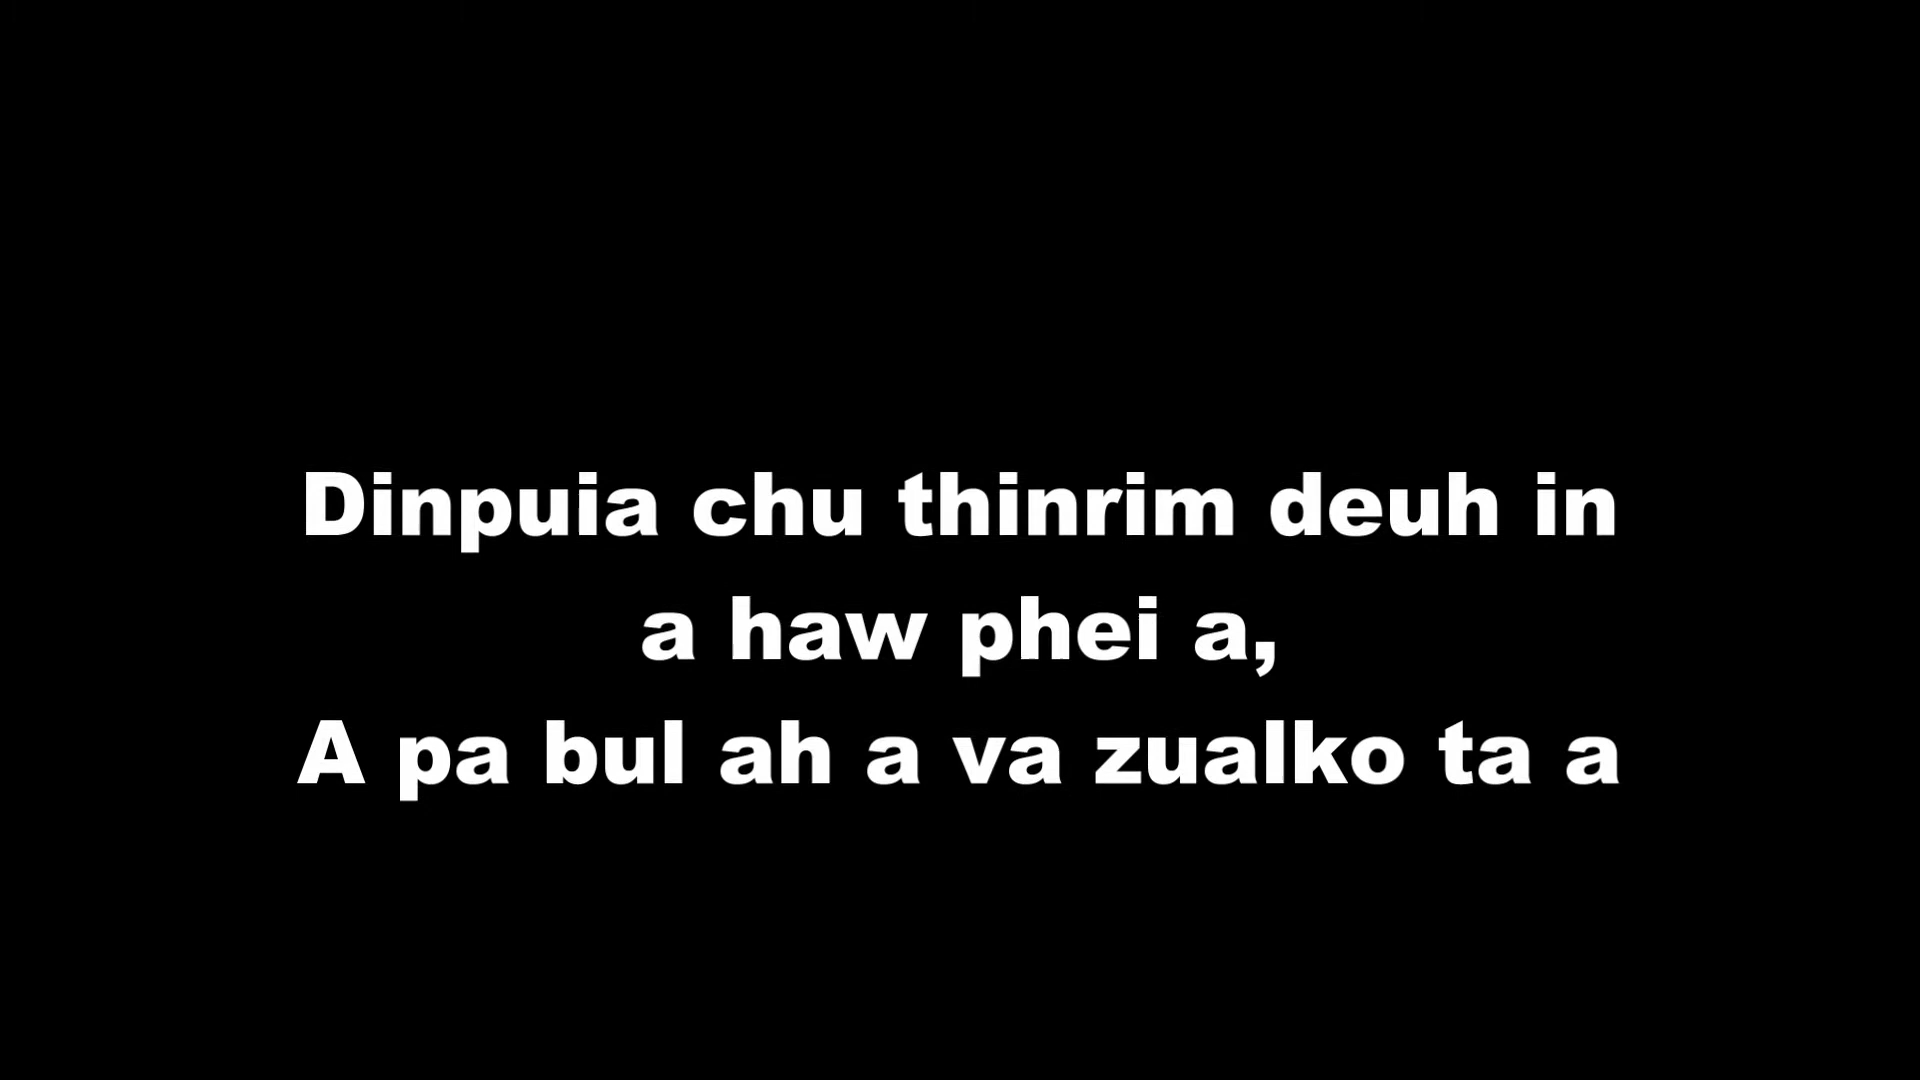 Dinpuia chu thinrim deuh in
a haw phei a,
A pa bul ah a va zualko ta a